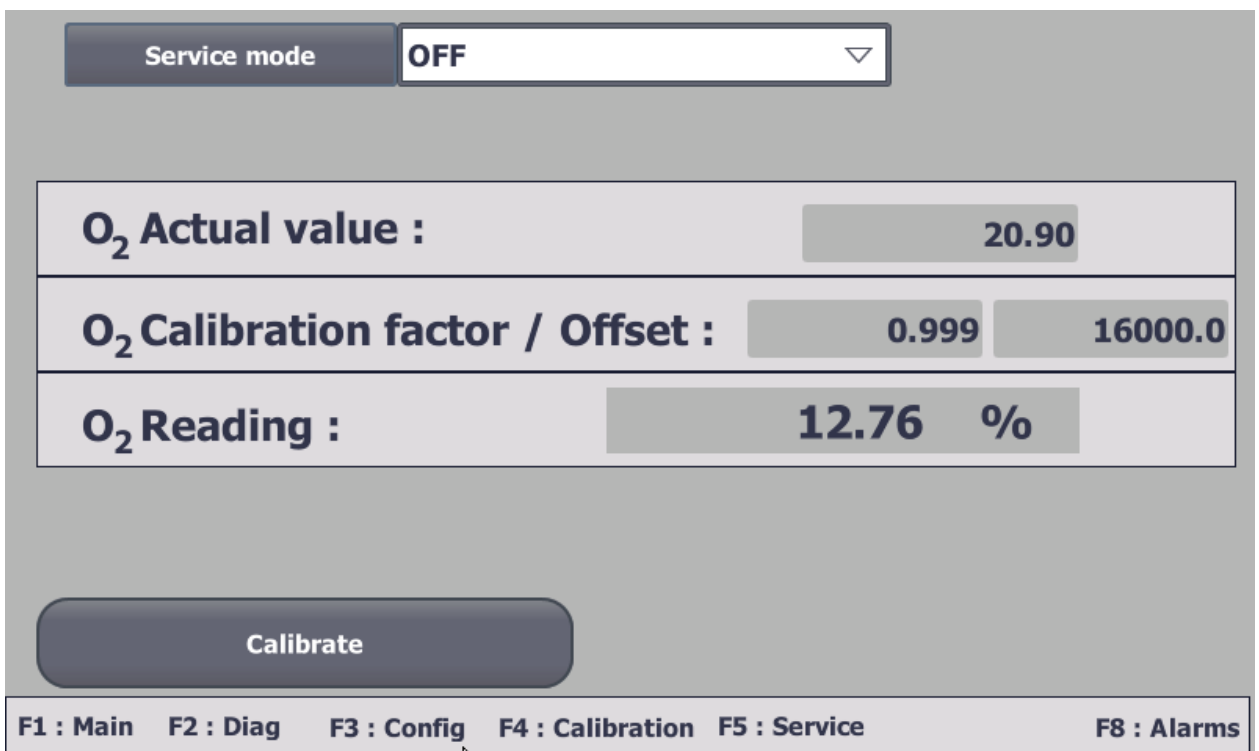 Service mode OFF
O₂ Actual value : 20.90
O₂ Calibration factor / Offset : 0.999 16000.0
O₂ Reading : 12.76 %
Calibrate
F1 : Main F2 : Diag F3 : Config F4 : Calibration F5 : Service F8 : Alarms